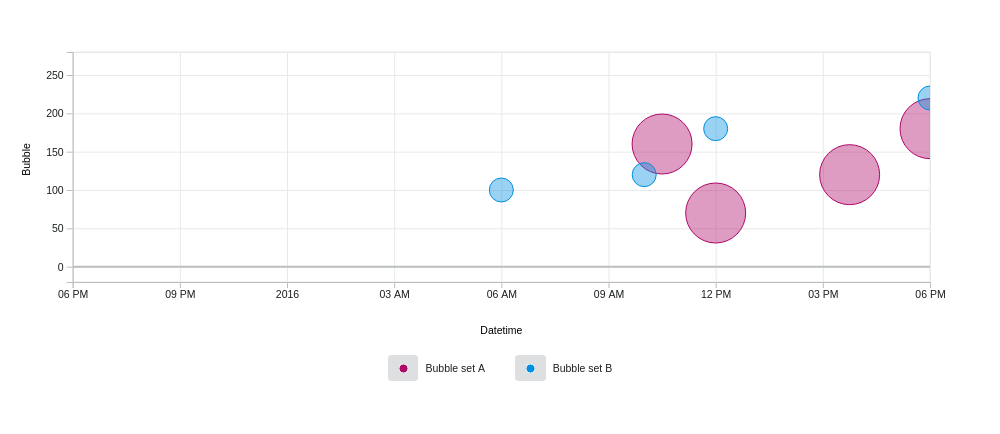 250
200
150
100
50
0
Bubble
06 PM 09 PM 2016 03 AM 06 AM 09 AM 12 PM 03 PM 06 PM
Datetime
Bubble set A Bubble set B